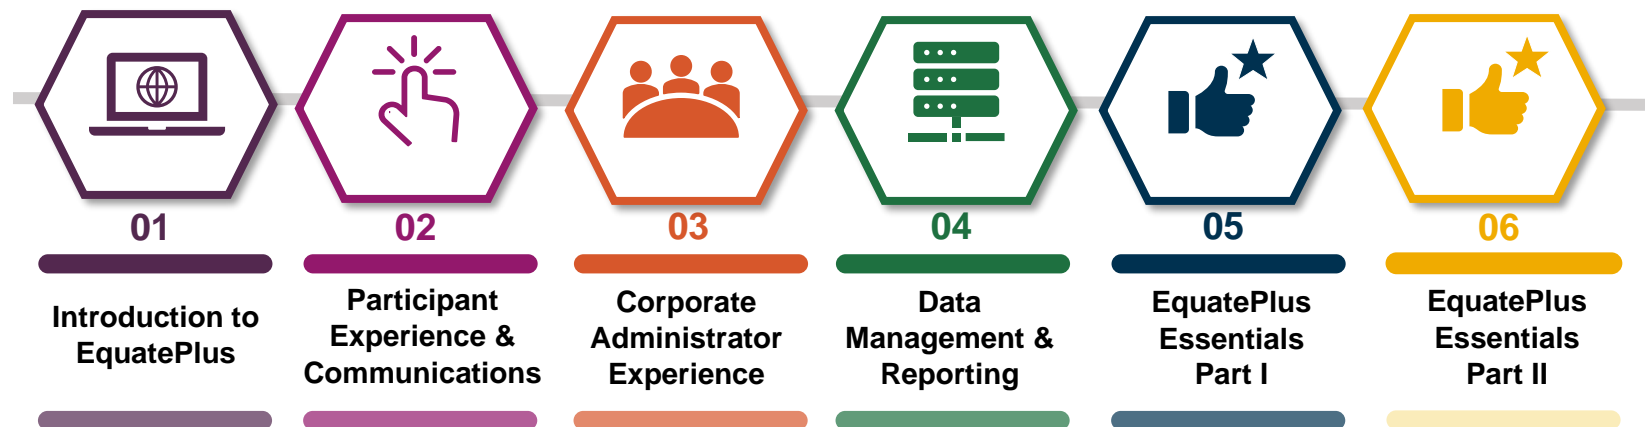 01
Introduction to
EquatePlus
02
Participant
Experience &
Communications
03
Corporate
Administrator
Experience
04
Data
Management &
Reporting
05
EquatePlus
Essentials
Part I
06
EquatePlus
Essentials
Part II